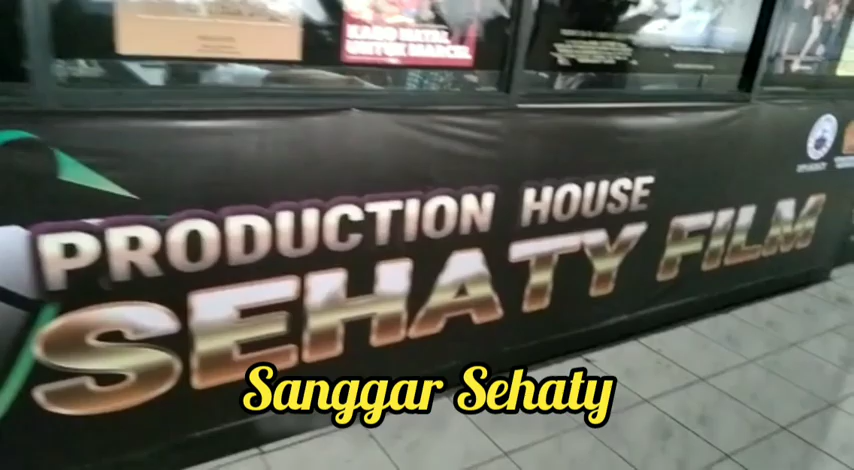 KADO NATAL
UNTUK MARCEL
PRODUCTION HOUSE
SEHATY FILM
Sanggar Sehaty